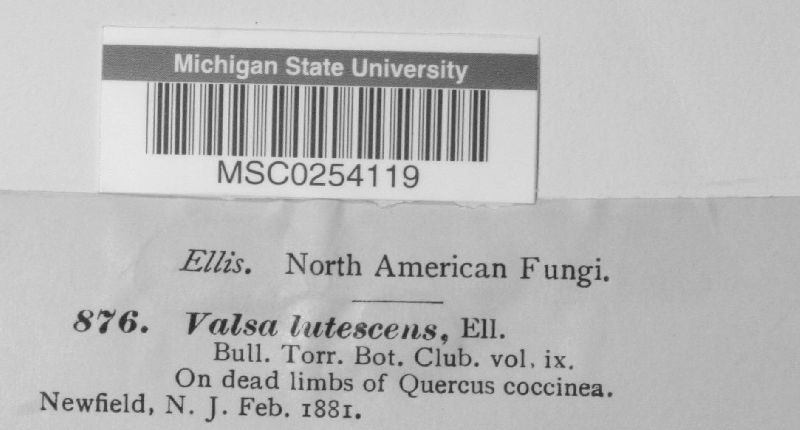 Michigan State University
MSC0254119
Ellis. North American Fungi.
876. Valsa lutescens, Ell.
Bull. Torr. Bot. Club. vol, ix.
On dead limbs of Quercus coccinea.
Newfield, N. J. Feb. 1881.